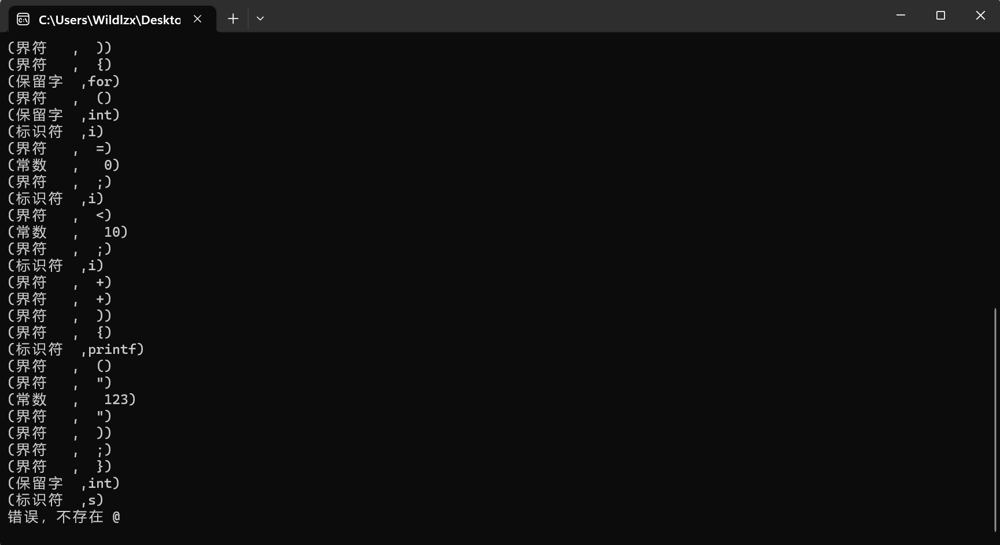 C:\Users\Wildlzx\Deskto
(界符   ,  ))
(界符   ,  {)
(保留字  ,for)
(界符   ,  ()
(保留字  ,int)
(标识符  ,i)
(界符   ,  =)
(常数   ,   0)
(界符   ,  ;)
(标识符  ,i)
(界符   ,  <)
(常数   ,   10)
(界符   ,  ;)
(标识符  ,i)
(界符   ,  +)
(界符   ,  +)
(界符   ,  ))
(界符   ,  {)
(标识符  ,printf)
(界符   ,  ()
(界符   ,  ")
(常数   ,   123)
(界符   ,  ")
(界符   ,  ))
(界符   ,  ;)
(界符   ,  })
(保留字  ,int)
(标识符  ,s)
错误, 不存在 @